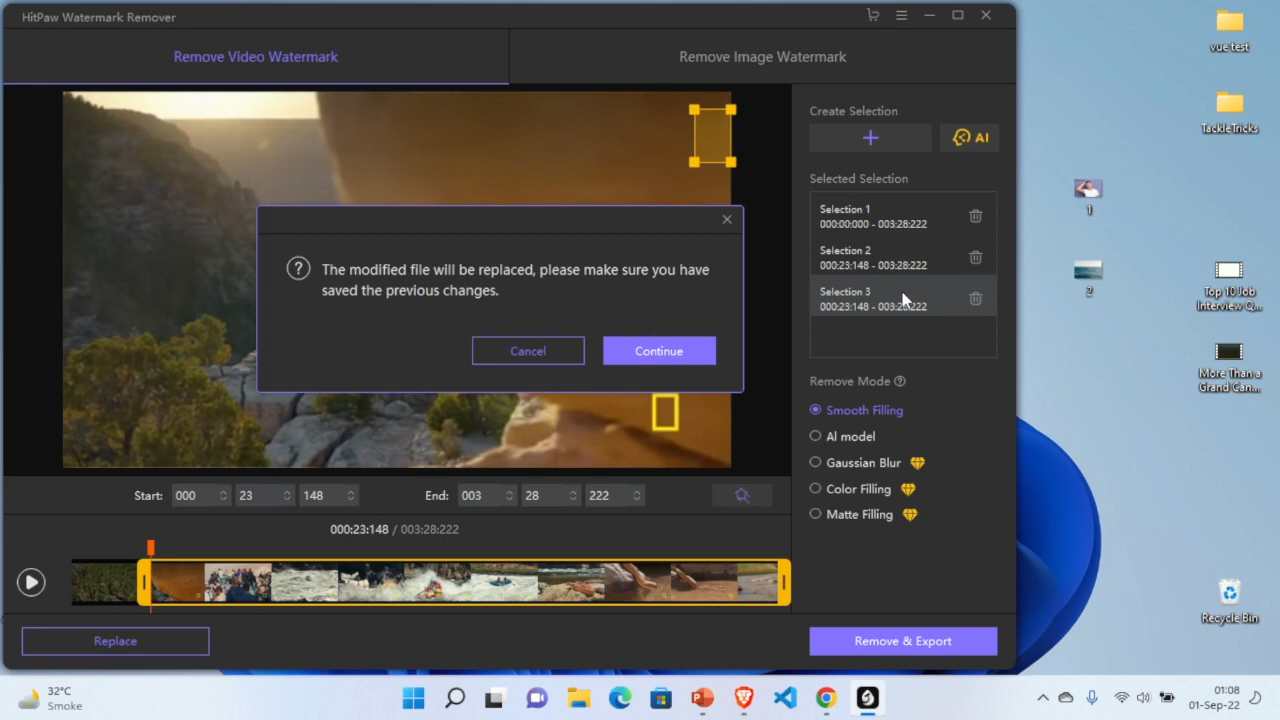 HitPaw Watermark Remover
Remove Video Watermark
Remove Image Watermark
Create Selection
+
AI
Selected Selection
Selection 1
000:00:000 - 003:28:222
Selection 2
000:23:148 - 003:28:222
Selection 3
000:23:148 - 003:28:222
The modified file will be replaced, please make sure you have
saved the previous changes.
Cancel
Continue
Remove Mode ?
Smooth Filling
AI model
Gaussian Blur
Color Filling
Matte Filling
Start: 000 23 148 End: 003 28 222
000:23:148 / 003:28:222
Replace
Remove & Export
vue test
TackleTricks
1
2
Top 10 Job
Interview Q...
More Than a
Grand Can...
Recycle Bin
32°C
Smoke
01:08
01-Sep-22